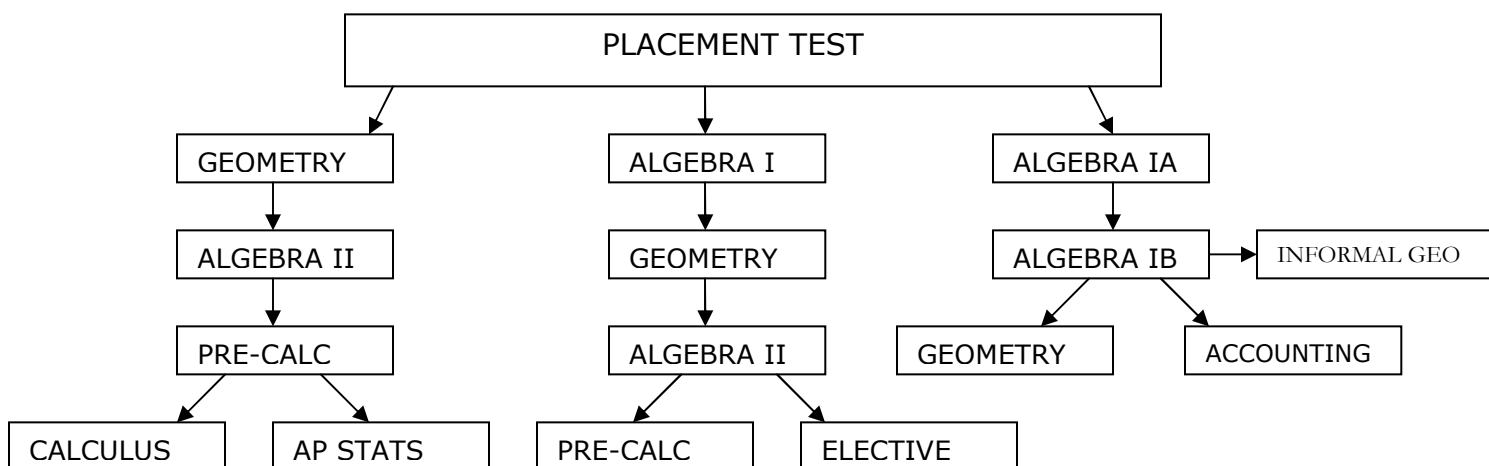 PLACEMENT TEST
GEOMETRY
ALGEBRA I
ALGEBRA IA
ALGEBRA II
GEOMETRY
ALGEBRA IB
INFORMAL GEO
PRE-CALC
ALGEBRA II
GEOMETRY
ACCOUNTING
CALCULUS
AP STATS
PRE-CALC
ELECTIVE